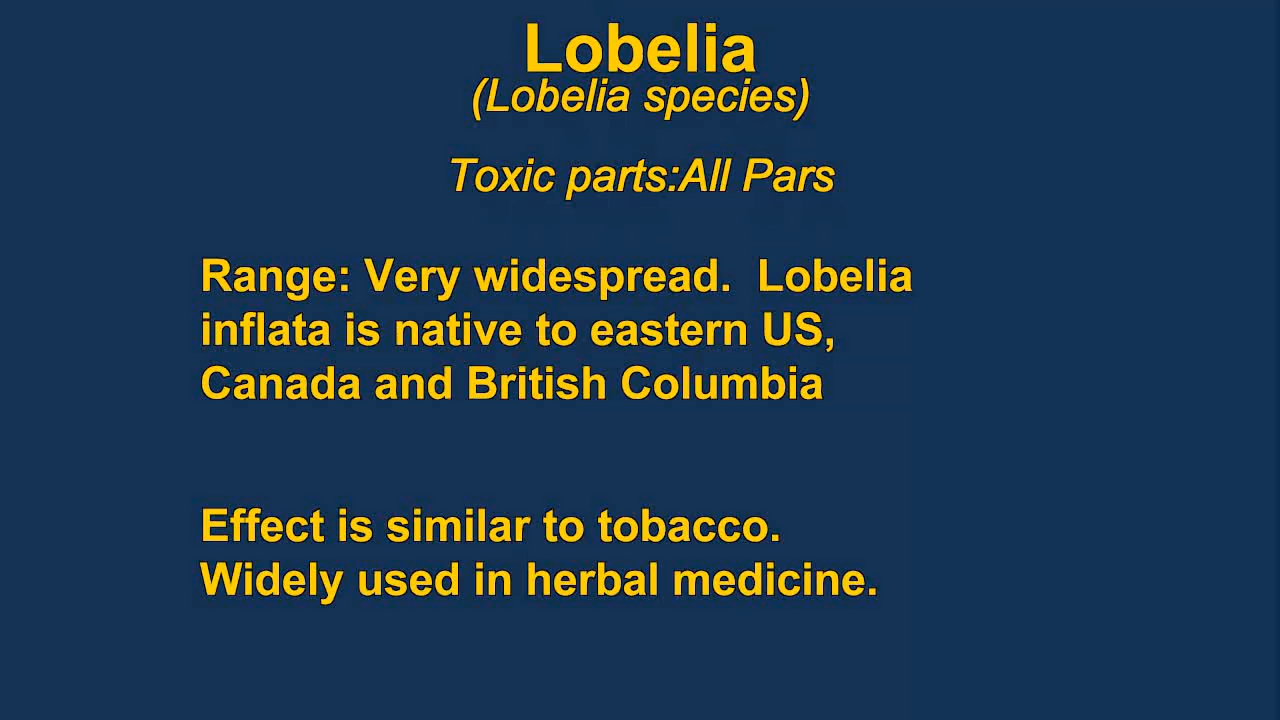 Lobelia
(Lobelia species)
Toxic parts:All Pars
Range: Very widespread.  Lobelia
inflata is native to eastern US,
Canada and British Columbia
Effect is similar to tobacco.
Widely used in herbal medicine.